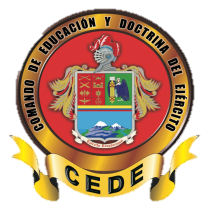 COMANDO DE EDUCACIÓN Y DOCTRINA DEL EJÉRCITO
CEDE